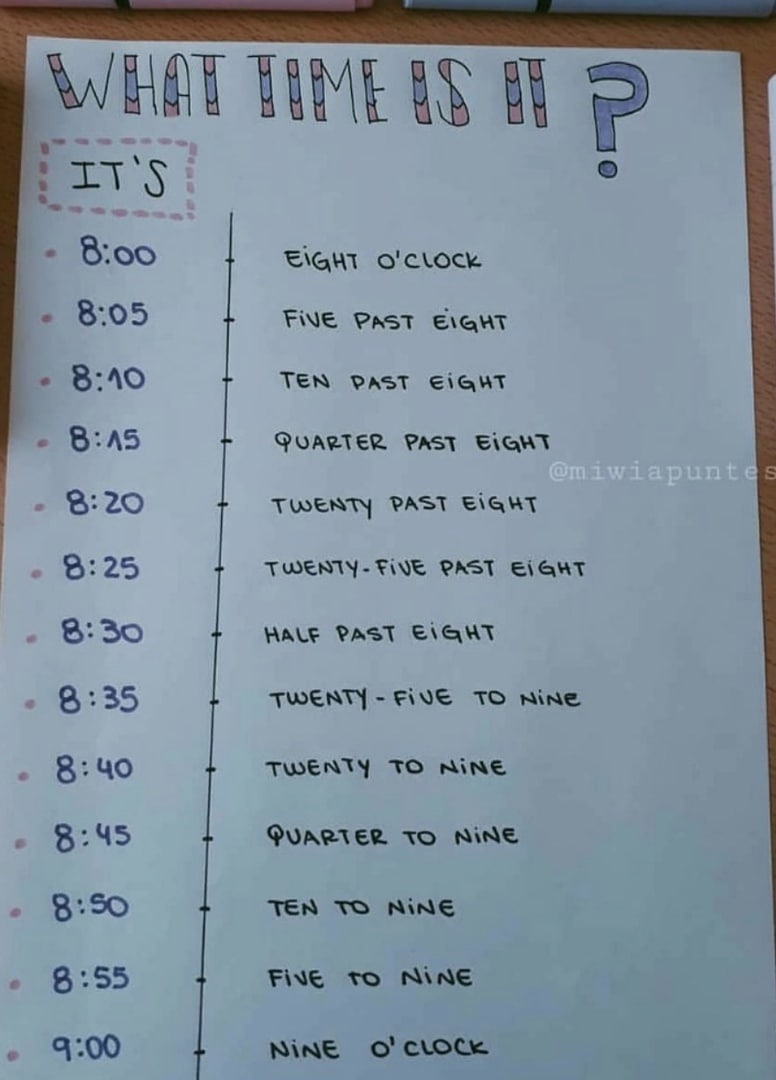 WHAT TIME IS IT?
IT'S
8:00 EIGHT O'CLOCK
8:05 FIVE PAST EIGHT
8:10 TEN PAST EIGHT
8:15 QUARTER PAST EIGHT
@miwiapuntes
8:20 TWENTY PAST EIGHT
8:25 TWENTY-FIVE PAST EIGHT
8:30 HALF PAST EIGHT
8:35 TWENTY-FIVE TO NINE
8:40 TWENTY TO NINE
8:45 QUARTER TO NINE
8:50 TEN TO NINE
8:55 FIVE TO NINE
9:00 NINE O'CLOCK